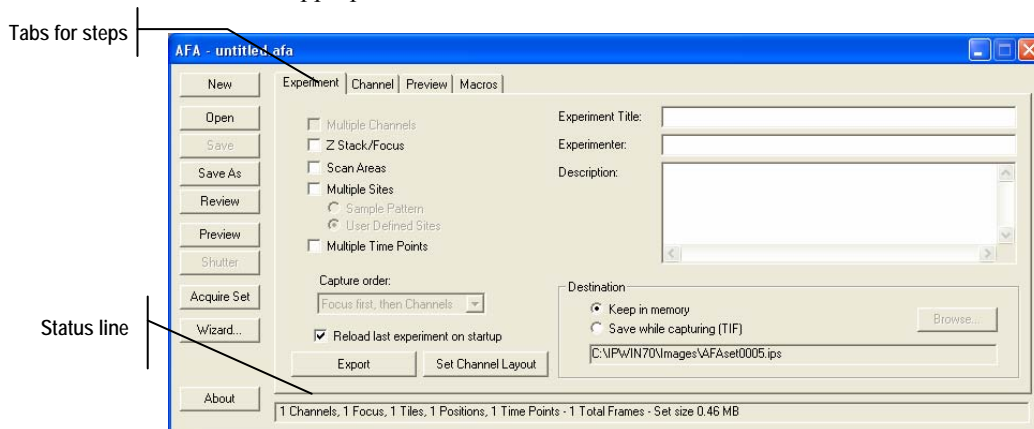 Tabs for steps
AFA - untitled afa
New
Open
Save
Save As
Review
Preview
Shutter
Acquire Set
Wizard...
About
Experiment Channel Preview Macros
Multiple Channels
Z Stack/Focus
Scan Areas
Multiple Sites
Sample Pattern
User Defined Sites
Multiple Time Points
Capture order:
Focus first, then Channels
Reload last experiment on startup
Export Set Channel Layout
Experiment Title:
Experimenter:
Description:
Destination
Keep in memory
Save while capturing (TIF)
Browse...
C:\IPWIN70\Images\AFAset0005.ips
Status line
1 Channels, 1 Focus, 1 Tiles, 1 Positions, 1 Time Points - 1 Total Frames - Set size 0.46 MB